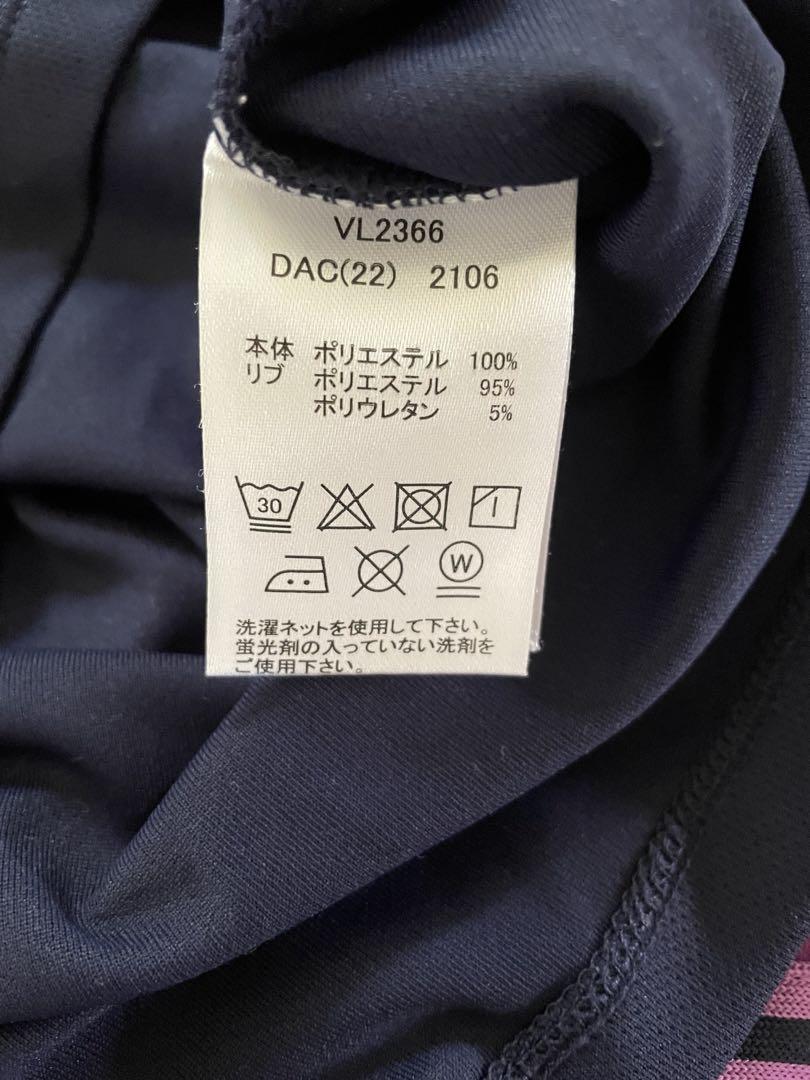 VL2366
DAC(22) 2106
本体 ポリエステル 100%
リブ ポリエステル 95%
ポリウレタン 5%
30
W
洗濯ネットを使用して下さい。
蛍光剤の入っていない洗剤を
ご使用下さい。